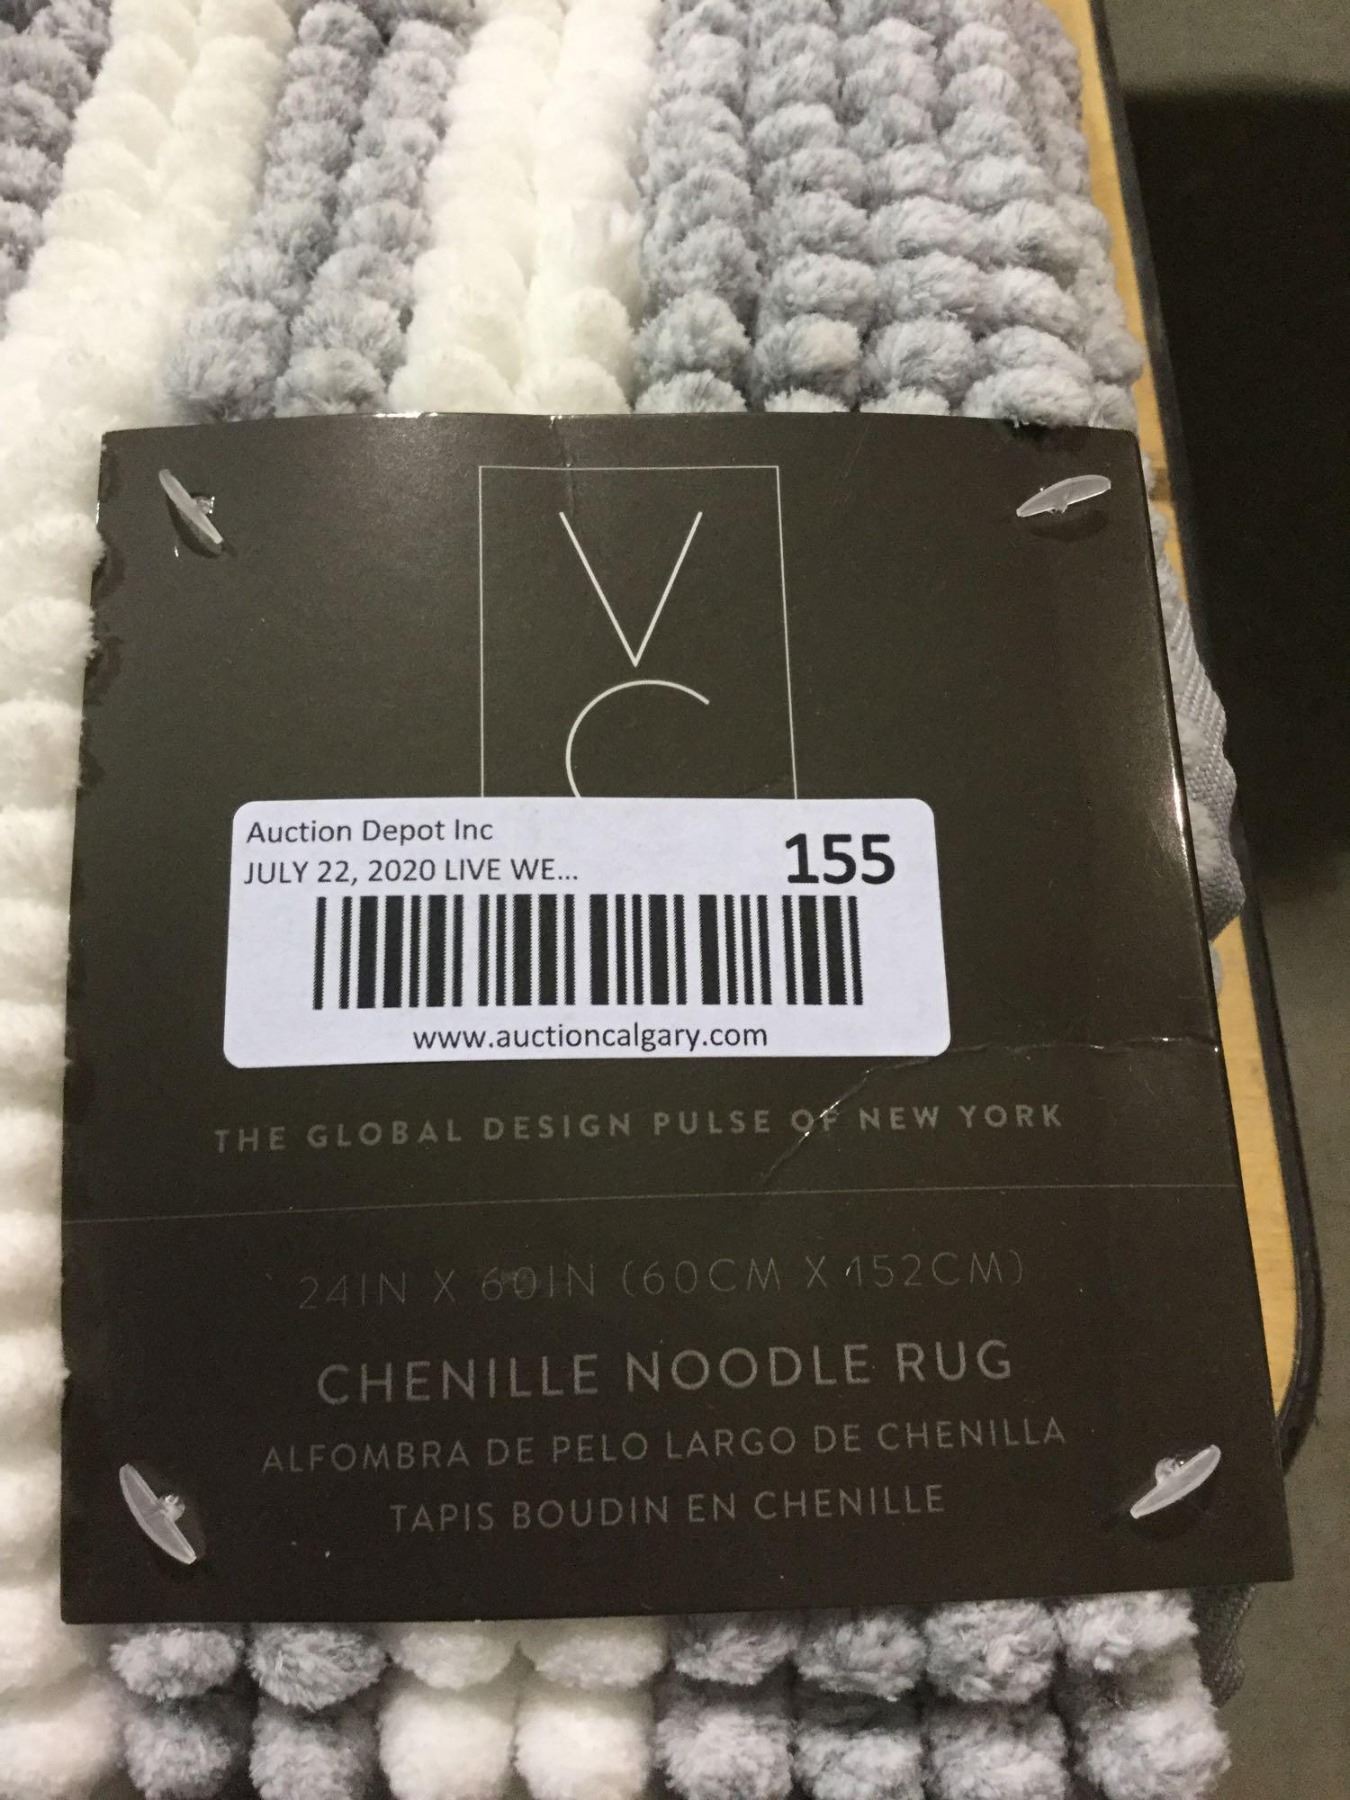 V
C
Auction Depot Inc
JULY 22, 2020 LIVE WE...
155
www.auctioncalgary.com
THE GLOBAL DESIGN PULSE OF NEW YORK
24IN X 60IN (60CM X 152CM)
CHENILLE NOODLE RUG
ALFOMBRA DE PELO LARGO DE CHENILLA
TAPIS BOUDIN EN CHENILLE